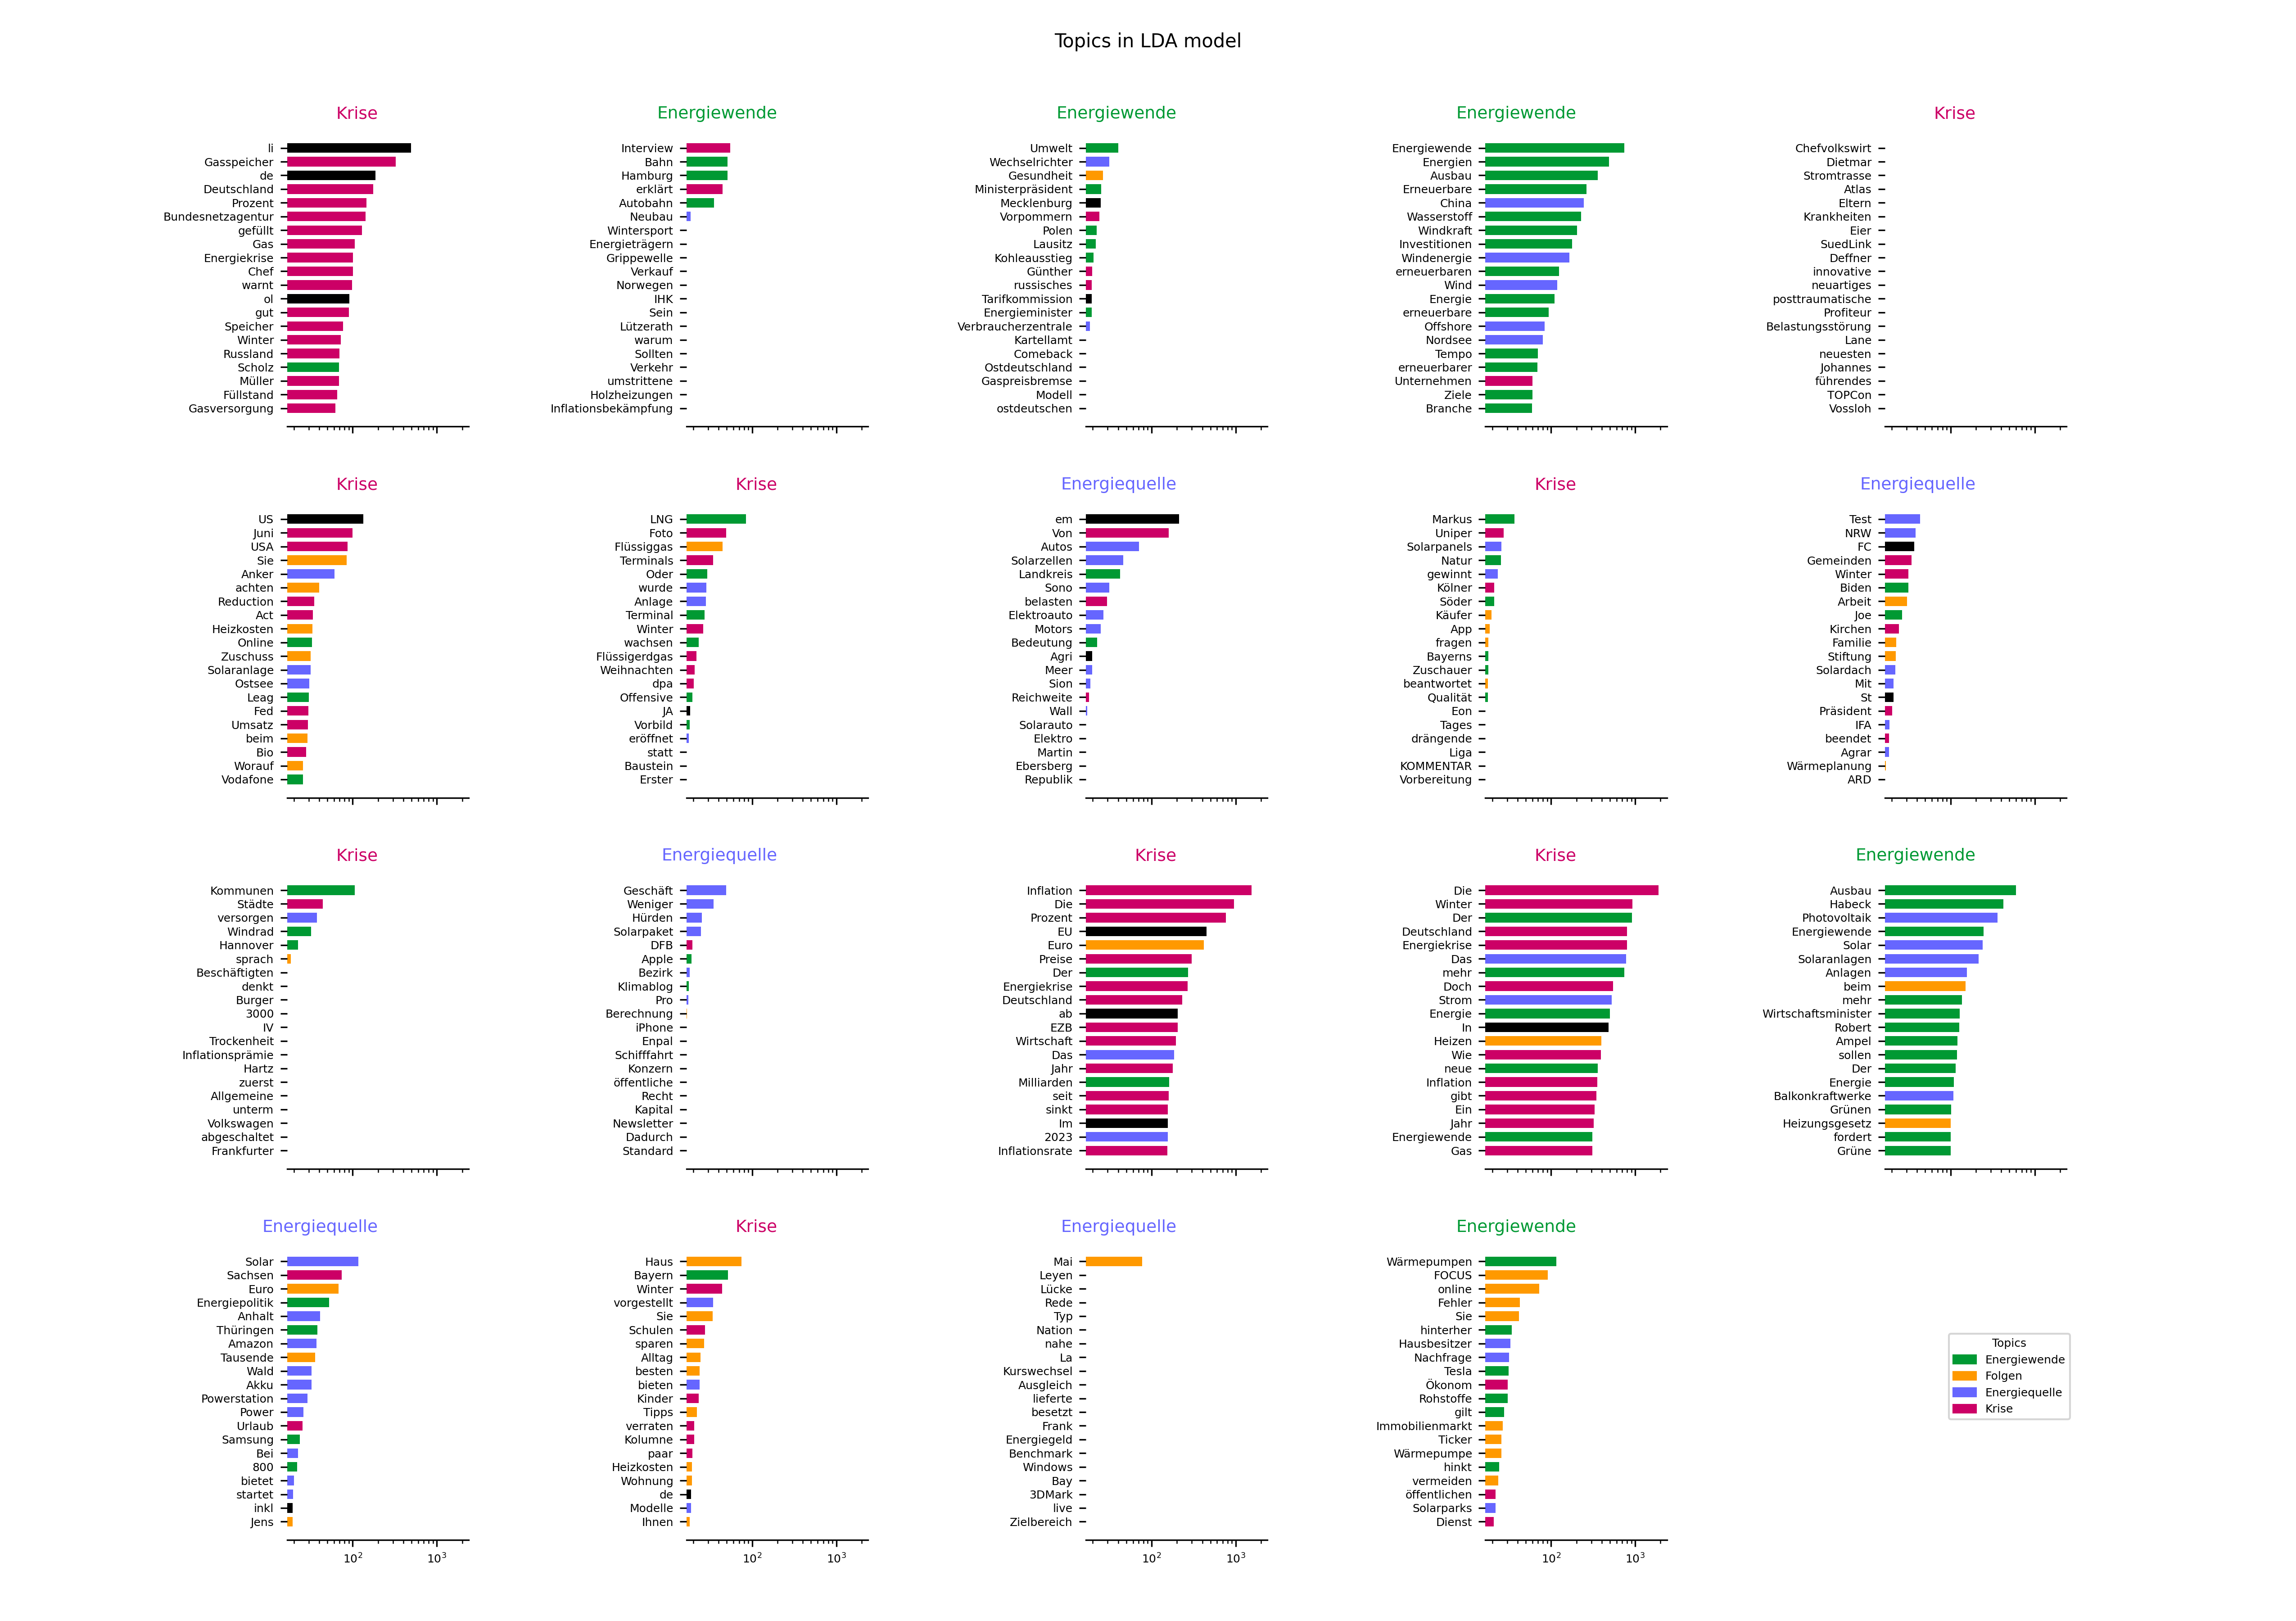 Topics in LDA model
Krise
li
Gasspeicher
de
Deutschland
Prozent
Bundesnetzagentur
gefüllt
Gas
Energiekrise
Chef
warnt
ol
gut
Speicher
Winter
Russland
Scholz
Müller
Füllstand
Gasversorgung
Energiewende
Interview
Bahn
Hamburg
erklärt
Autobahn
Neubau
Wintersport
Energieträgern
Grippewelle
Verkauf
Norwegen
IHK
Sein
Lützerath
warum
Sollten
Verkehr
umstrittene
Holzheizungen
Inflationsbekämpfung
Energiewende
Umwelt
Wechselrichter
Gesundheit
Ministerpräsident
Mecklenburg
Vorpommern
Polen
Lausitz
Kohleausstieg
Günther
russisches
Tarifkommission
Energieminister
Verbraucherzentrale
Kartellamt
Comeback
Ostdeutschland
Gaspreisbremse
Modell
ostdeutschen
Energiewende
Energiewende
Energien
Ausbau
Erneuerbare
China
Wasserstoff
Windkraft
Investitionen
Windenergie
erneuerbaren
Wind
Energie
erneuerbare
Offshore
Nordsee
Tempo
erneuerbarer
Unternehmen
Ziele
Branche
Krise
Chefvolkswirt
Dietmar
Stromtrasse
Atlas
Eltern
Krankheiten
Eier
SuedLink
Deffner
innovative
neuartiges
posttraumatische
Profiteur
Belastungsstörung
Lane
neuesten
Johannes
führendes
TOPCon
Vossloh
Krise
US
Juni
USA
Sie
Anker
achten
Reduction
Act
Heizkosten
Online
Zuschuss
Solaranlage
Ostsee
Leag
Fed
Umsatz
beim
Bio
Worauf
Vodafone
Krise
LNG
Foto
Flüssiggas
Terminals
Oder
wurde
Anlage
Terminal
Winter
wachsen
Flüssigerdgas
Weihnachten
dpa
Offensive
JA
Vorbild
eröffnet
statt
Baustein
Erster
Energiequelle
em
Von
Autos
Solarzellen
Landkreis
Sono
belasten
Elektroauto
Motors
Bedeutung
Agri
Meer
Sion
Reichweite
Wall
Solarauto
Elektro
Martin
Ebersberg
Republik
Krise
Markus
Uniper
Solarpanels
Natur
gewinnt
Kölner
Söder
Käufer
App
fragen
Bayerns
Zuschauer
beantwortet
Qualität
Eon
Tages
drängende
Liga
KOMMENTAR
Vorbereitung
Energiequelle
Test
NRW
FC
Gemeinden
Winter
Biden
Arbeit
Joe
Kirchen
Familie
Stiftung
Solardach
Mit
St
Präsident
IFA
beendet
Agrar
Wärmeplanung
ARD
Krise
Kommunen
Städte
versorgen
Windrad
Hannover
sprach
Beschäftigten
denkt
Burger
3000
IV
Trockenheit
Inflationsprämie
Hartz
zuerst
Allgemeine
unterm
Volkswagen
abgeschaltet
Frankfurter
Energiequelle
Geschäft
Weniger
Hürden
Solarpaket
DFB
Apple
Bezirk
Klimablog
Pro
Berechnung
iPhone
Enpal
Schifffahrt
Konzern
öffentliche
Recht
Kapital
Newsletter
Dadurch
Standard
Krise
Inflation
Die
Prozent
EU
Euro
Preise
Der
Energiekrise
Deutschland
ab
EZB
Wirtschaft
Das
Jahr
Milliarden
seit
sinkt
Im
2023
Inflationsrate
Krise
Die
Winter
Der
Deutschland
Energiekrise
Das
mehr
Doch
Strom
Energie
In
Heizen
Wie
neue
Inflation
gibt
Ein
Jahr
Energiewende
Gas
Energiewende
Ausbau
Habeck
Photovoltaik
Energiewende
Solar
Solaranlagen
Anlagen
beim
mehr
Wirtschaftsminister
Robert
Ampel
sollen
Der
Energie
Balkonkraftwerke
Grünen
Heizungsgesetz
fordert
Grüne
Energiequelle
Solar
Sachsen
Euro
Energiepolitik
Anhalt
Thüringen
Amazon
Tausende
Wald
Akku
Powerstation
Power
Urlaub
Samsung
Bei
800
bietet
startet
inkl
Jens
10² 10³
Krise
Haus
Bayern
Winter
vorgestellt
Sie
Schulen
sparen
Alltag
besten
bieten
Kinder
Tipps
verraten
Kolumne
paar
Heizkosten
Wohnung
de
Modelle
Ihnen
10² 10³
Energiequelle
Mai
Leyen
Lücke
Rede
Typ
Nation
nahe
La
Kurswechsel
Ausgleich
lieferte
besetzt
Frank
Energiegeld
Benchmark
Windows
Bay
3DMark
live
Zielbereich
10² 10³
Energiewende
Wärmepumpen
FOCUS
online
Fehler
Sie
hinterher
Hausbesitzer
Nachfrage
Tesla
Ökonom
Rohstoffe
gilt
Immobilienmarkt
Ticker
Wärmepumpe
hinkt
vermeiden
öffentlichen
Solarparks
Dienst
10² 10³
Topics
Energiewende
Folgen
Energiequelle
Krise